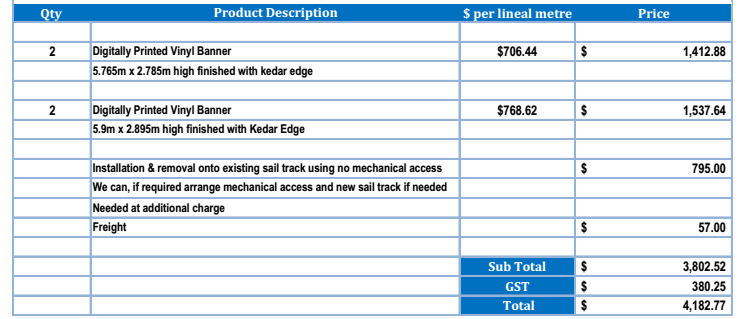 Qty Product Description $ per lineal metre Price
2 Digitally Printed Vinyl Banner $706.44 $ 1,412.88
5.765m x 2.785m high finished with kedar edge
2 Digitally Printed Vinyl Banner $768.62 $ 1,537.64
5.9m x 2.895m high finished with Kedar Edge
Installation & removal onto existing sail track using no mechanical access $ 795.00
We can, if required arrange mechanical access and new sail track if needed
Needed at additional charge
Freight $ 57.00
Sub Total $ 3,802.52
GST $ 380.25
Total $ 4,182.77